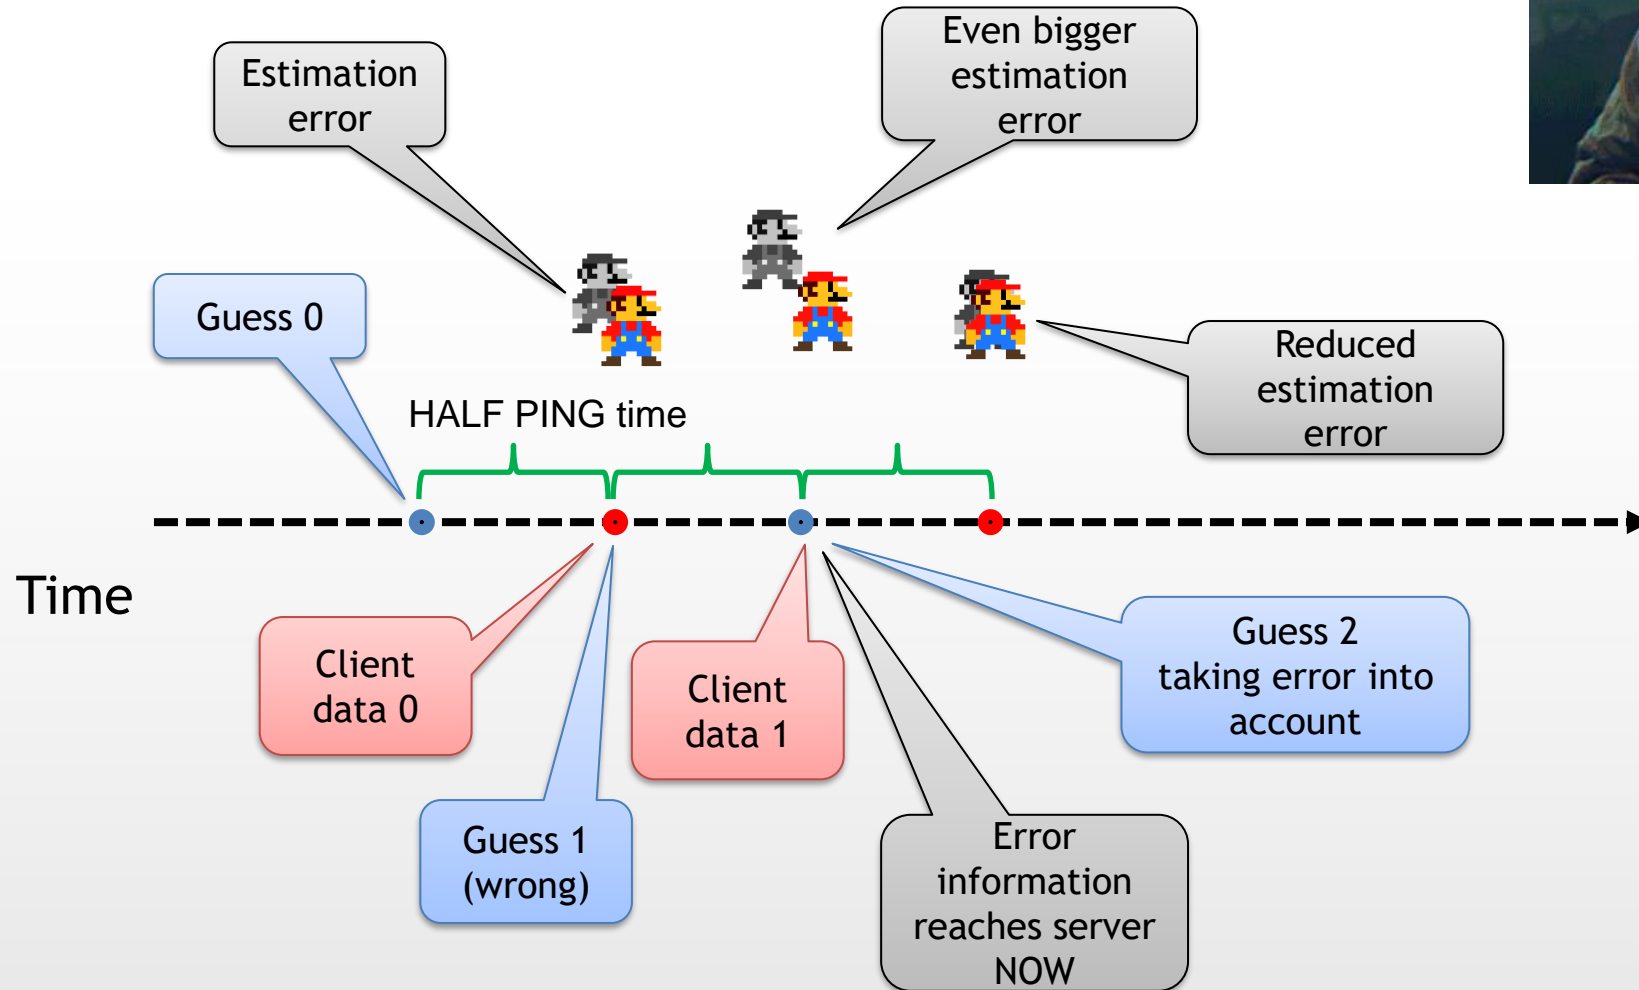 Estimation
error
Even bigger
estimation
error
Guess 0
Reduced
estimation
error
HALF PING time
Time
Client
data 0
Client
data 1
Guess 2
taking error into
account
Guess 1
(wrong)
Error
information
reaches server
NOW